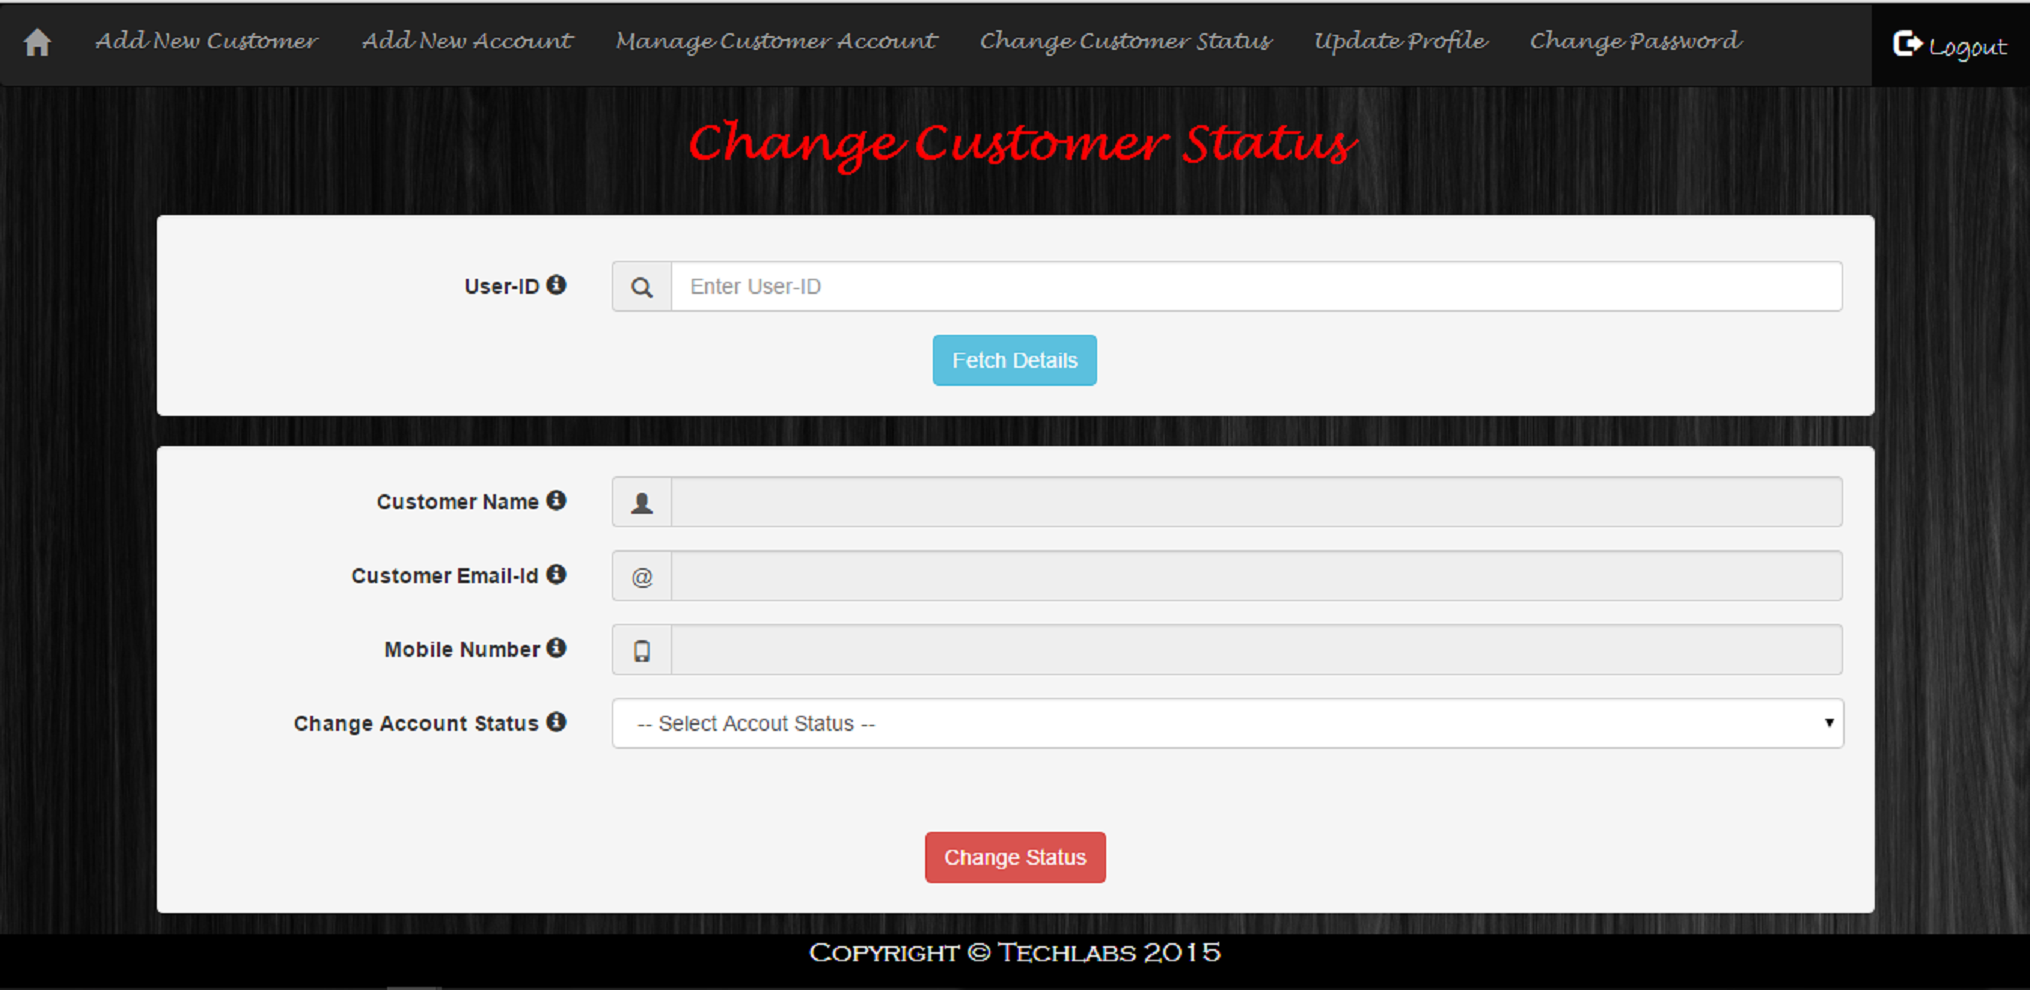 Add New Customer Add New Account Manage Customer Account Change Customer Status Update Profile Change Password Logout
Change Customer Status
User-ID Enter User-ID
Fetch Details
Customer Name
Customer Email-Id @
Mobile Number
Change Account Status -- Select Accout Status --
Change Status
Copyright © Techlabs 2015